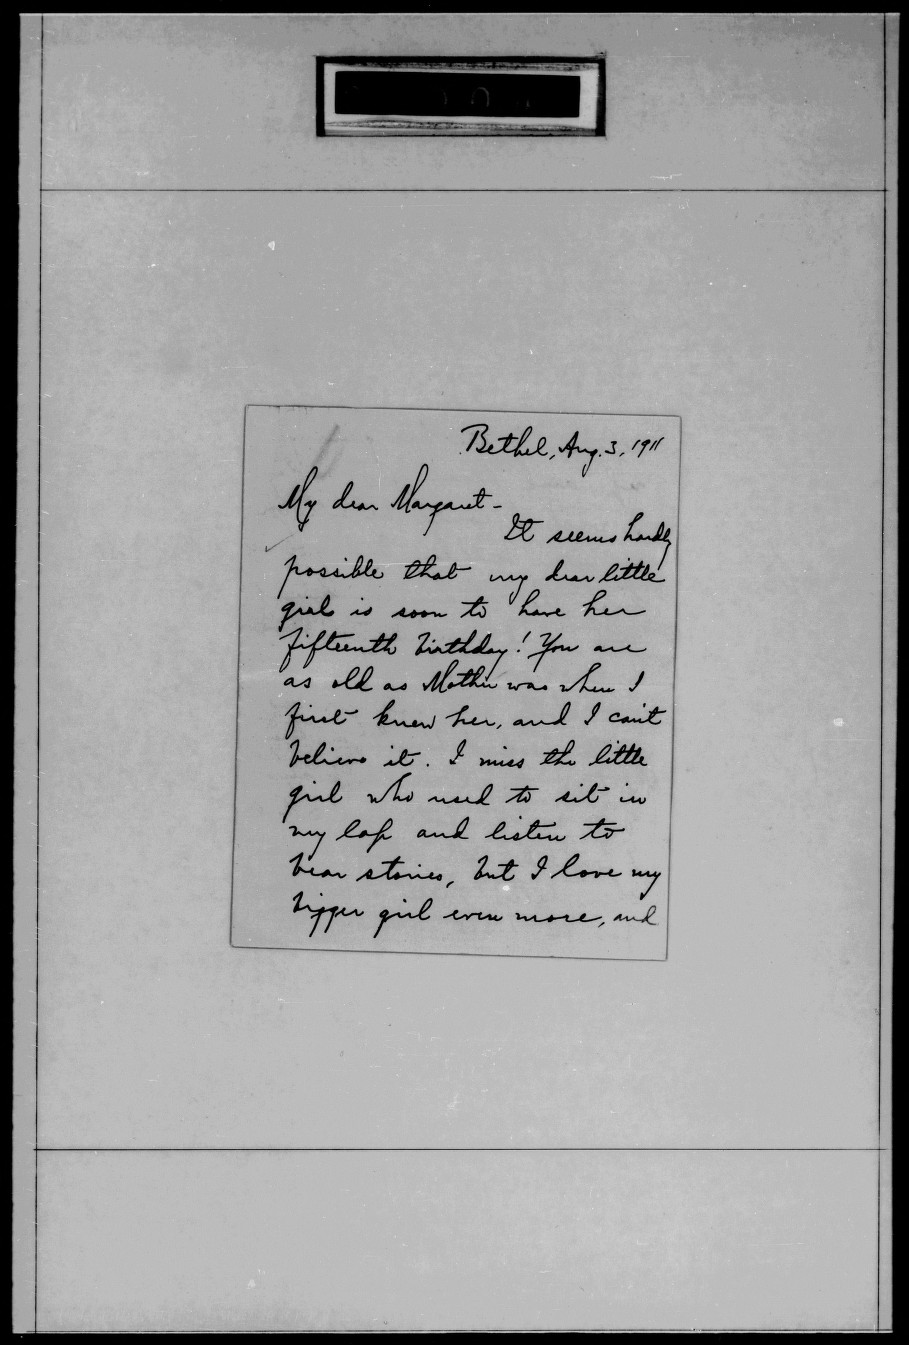 Bethel, Aug. 3, 1911
My dear Margaret -
It seems hardly
possible that my dear little
girl is soon to have her
fifteenth birthday! You are
as old as Mother was when I
first knew her, and I can't
believe it. I miss the little
girl who used to sit in
my lap and listen to
bear stories, but I love my
bigger girl even more, and